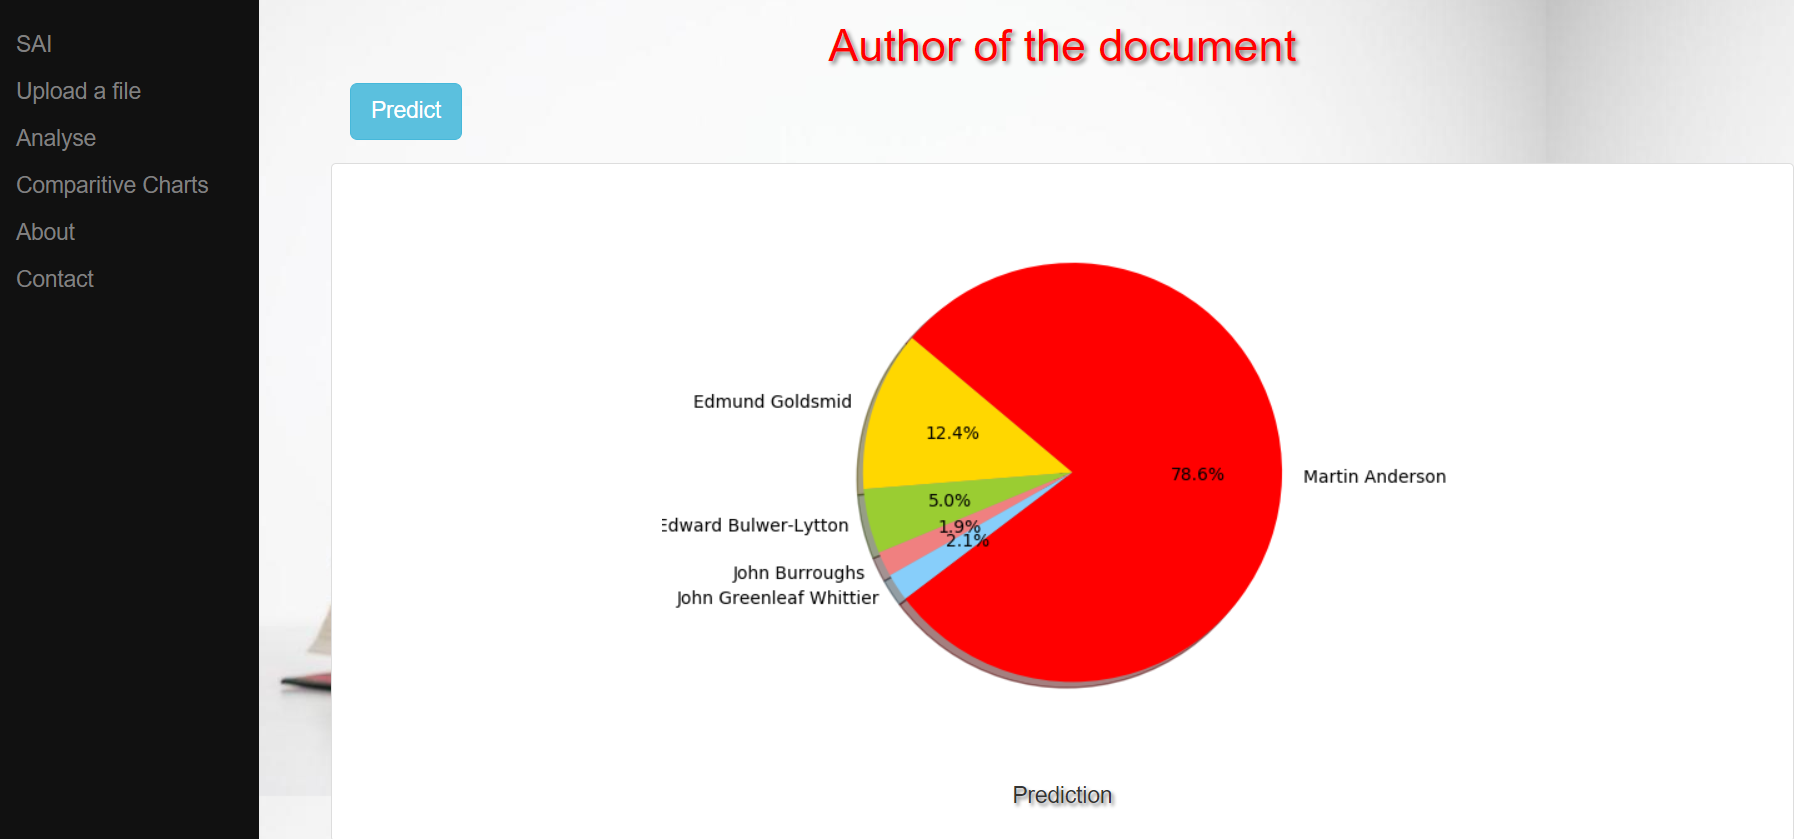 SAI
Upload a file
Analyse
Comparitive Charts
About
Contact
Author of the document
Predict
Edmund Goldsmid
12.4%
78.6%
Martin Anderson
5.0%
Edward Bulwer-Lytton
1.9%
2.1%
John Burroughs
John Greenleaf Whittier
Prediction